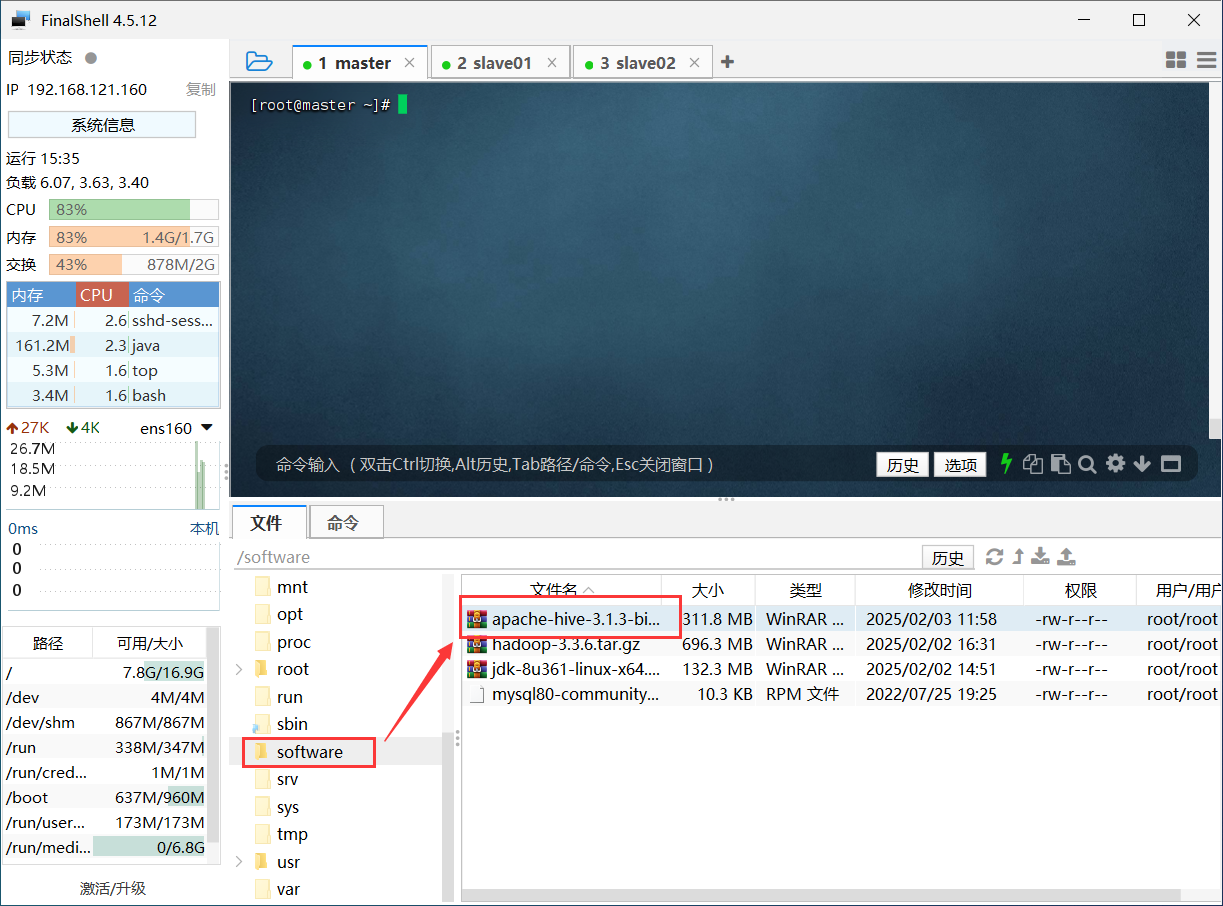 FinalShell 4.5.12
同步状态
IP 192.168.121.160 复制
系统信息
运行 15:35
负载 6.07, 3.63, 3.40
CPU 83%
内存 83% 1.4G/1.7G
交换 43% 878M/2G
内存 CPU 命令
7.2M 2.6 sshd-sess...
161.2M 2.3 java
5.3M 1.6 top
3.4M 1.6 bash
27K 4K ens160
26.7M
18.5M
9.2M
0ms 本机
0
0
0
路径 可用/大小
/ 7.8G/16.9G
/dev 4M/4M
/dev/shm 867M/867M
/run 338M/347M
/run/cred... 1M/1M
/boot 637M/960M
/run/user... 173M/173M
/run/medi... 0/6.8G
激活/升级
1 master
2 slave01
3 slave02
[root@master ~]#
命令输入 （双击Ctrl切换,Alt历史,Tab路径/命令,Esc关闭窗口）
历史 选项
文件 命令
/software 历史
mnt
opt
proc
root
run
sbin
software
srv
sys
tmp
usr
var
文件名 大小 类型 修改时间 权限 用户/用户
apache-hive-3.1.3-bi... 311.8 MB WinRAR ... 2025/02/03 11:58 -rw-r--r-- root/root
hadoop-3.3.6.tar.gz 696.3 MB WinRAR ... 2025/02/02 16:31 -rw-r--r-- root/root
jdk-8u361-linux-x64.... 132.3 MB WinRAR ... 2025/02/02 14:51 -rw-r--r-- root/root
mysql80-community... 10.3 KB RPM 文件 2022/07/25 19:25 -rw-r--r-- root/root